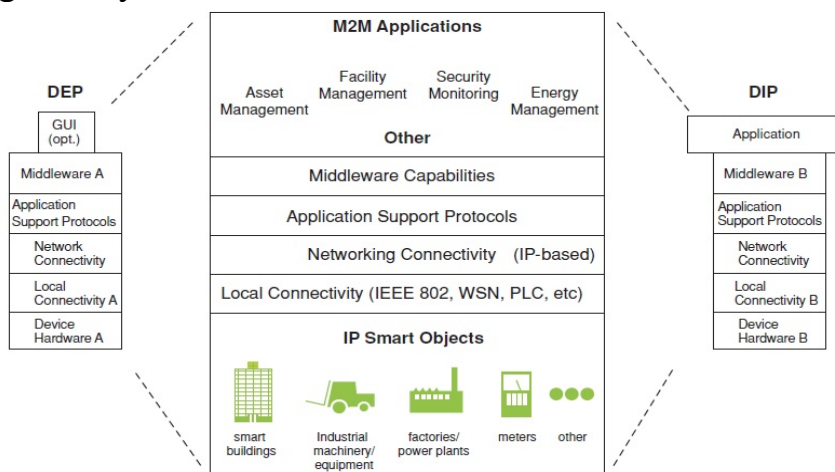 M2M Applications
Asset
Management
Facility
Management
Security
Monitoring
Energy
Management
Other
Middleware Capabilities
Application Support Protocols
Networking Connectivity (IP-based)
Local Connectivity (IEEE 802, WSN, PLC, etc)
IP Smart Objects
smart
buildings
Industrial
machinery/
equipment
factories/
power plants
meters
other
DEP
GUI
(opt.)
Middleware A
Application
Support Protocols
Network
Connectivity
Local
Connectivity A
Device
Hardware A
DIP
Application
Middleware B
Application
Support Protocols
Network
Connectivity
Local
Connectivity B
Device
Hardware B